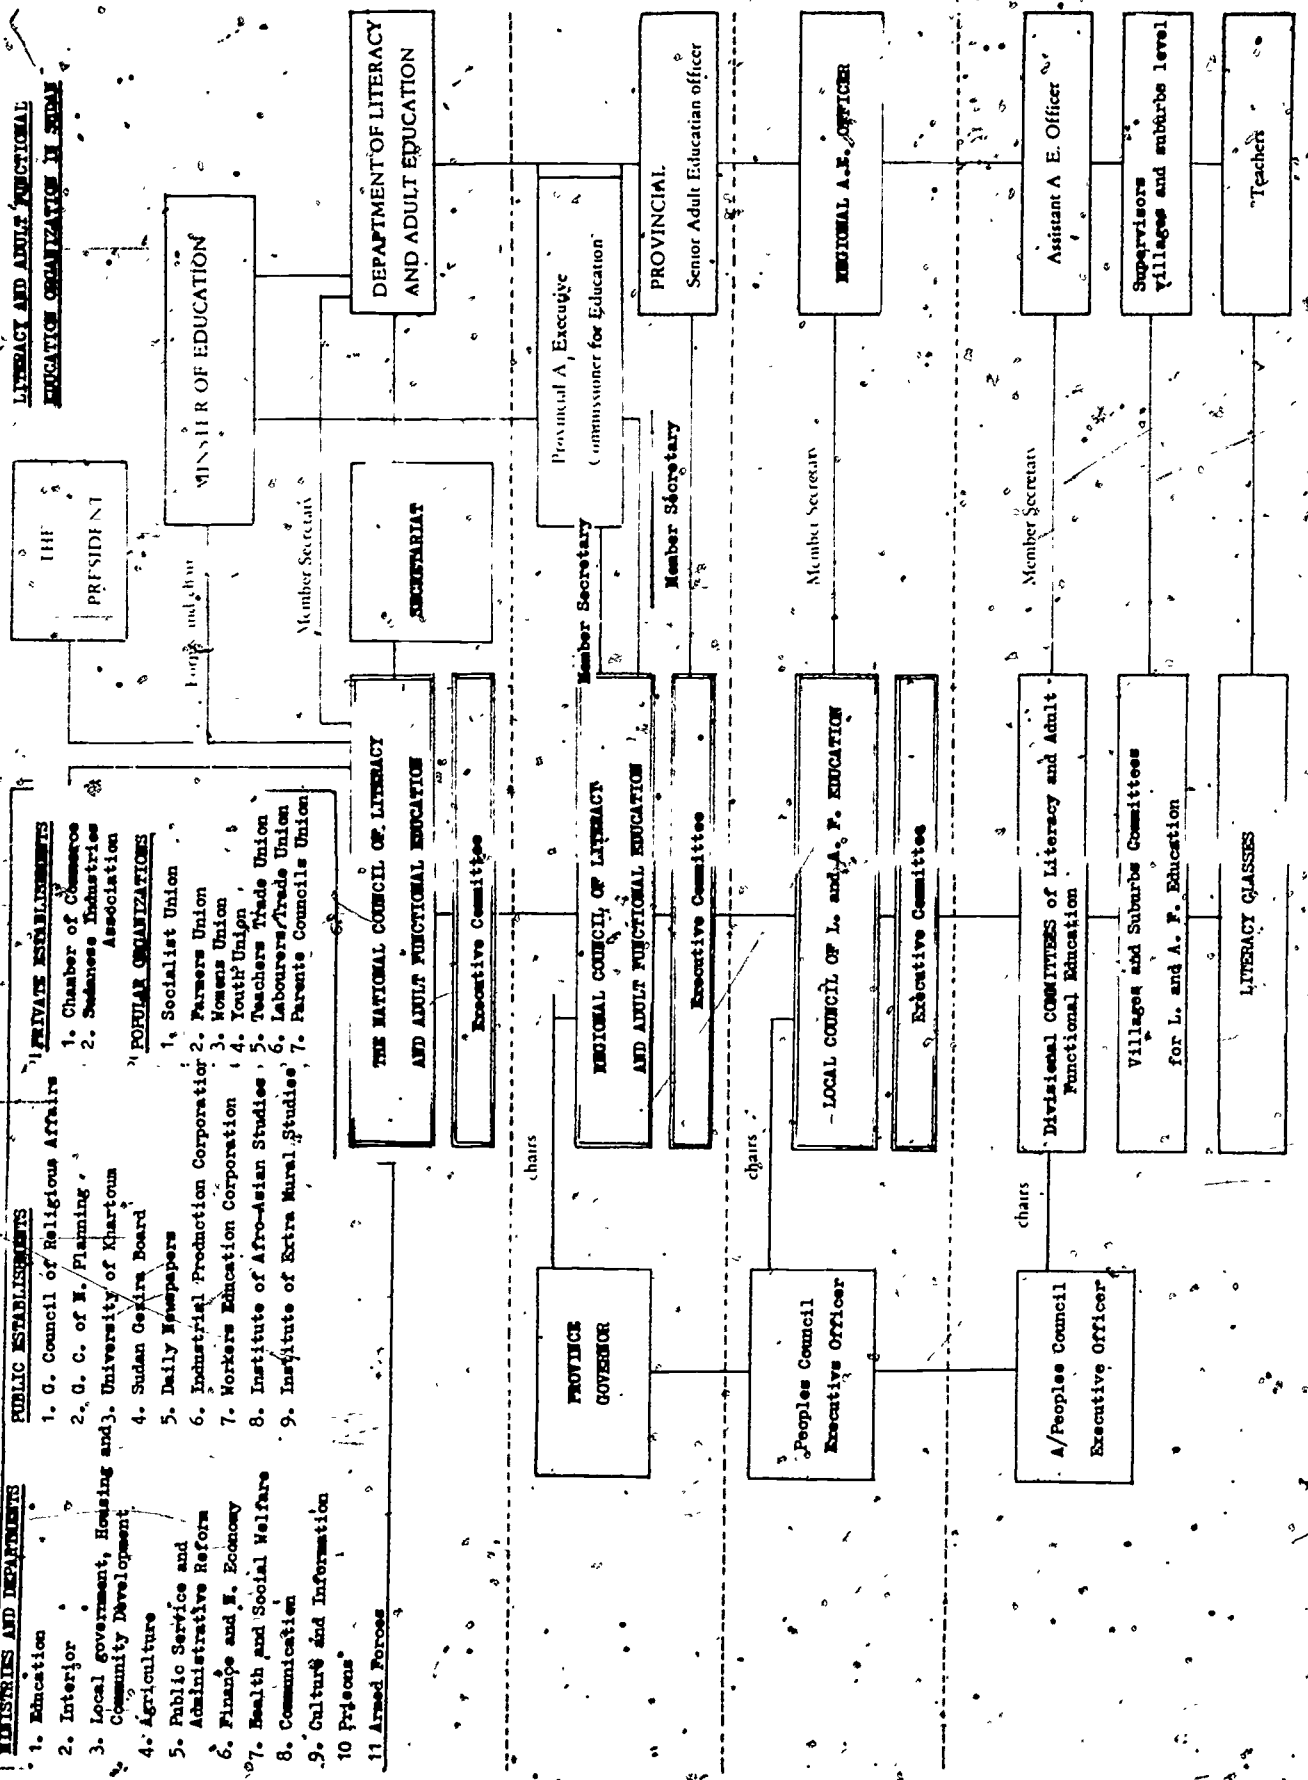 LITERACY AND ADULT FUNCTIONAL
EDUCATION ORGANIZATION IN SUDAN
MINISTRIES AND DEPARTMENTS
1. Education
2. Interior
3. Local government, Housing and
Community Development
4. Agriculture
5. Public Service and
Administrative Reform
6. Finance and N. Economy
7. Health and Social Welfare
8. Communication
9. Culture and Information
10 Prisons
11 Armed Forces
PUBLIC ESTABLISHMENTS
1. G. Council of Religious Affairs
2. G. C. of N. Planning
3. University of Khartoum
4. Sudan Gezira Board
5. Daily Newspapers
6. Industrial Production Corporation
7. Workers Education Corporation
8. Institute of Afro-Asian Studies
9. Institute of Extra Mural Studies
PRIVATE ESTABLISHMENTS
1. Chamber of Commerce
2. Sudanese Industries
Association
POPULAR ORGANIZATIONS
1. Socialist Union
2. Farmers Union
3. Womens Union
4. Youth Union
5. Teachers Trade Union
6. Labourers/Trade Union
7. Parents Councils Union
THE
PRESIDENT
MINISTER OF EDUCATION
Member Secretary
DEPARTMENT OF LITERACY
AND ADULT EDUCATION
SECRETARIAT
THE NATIONAL COUNCIL OF LITERACY
AND ADULT FUNCTIONAL EDUCATION
Executive Committee
PROVINCE
GOVERNOR
chairs
REGIONAL COUNCIL OF LITERACY
AND ADULT FUNCTIONAL EDUCATION
Executive Committee
Member Secretary
Provincial A, Executive
Commissioner for Education
Member Secretary
PROVINCIAL
Senior Adult Education officer
Peoples Council
Executive Officer
chairs
LOCAL COUNCIL OF L. and A. F. EDUCATION
Executive Committee
Member Secretary
REGIONAL A.E. OFFICER
A/Peoples Council
Executive Officer
chairs
Divisional COMMITTEES of Literacy and Adult
Functional Education
Member Secretary
Assistant A E. Officer
Villages and Suburbs Committees
for L. and A. F. Education
Supervisors
villages and suburbs level
LITERACY CLASSES
Teachers